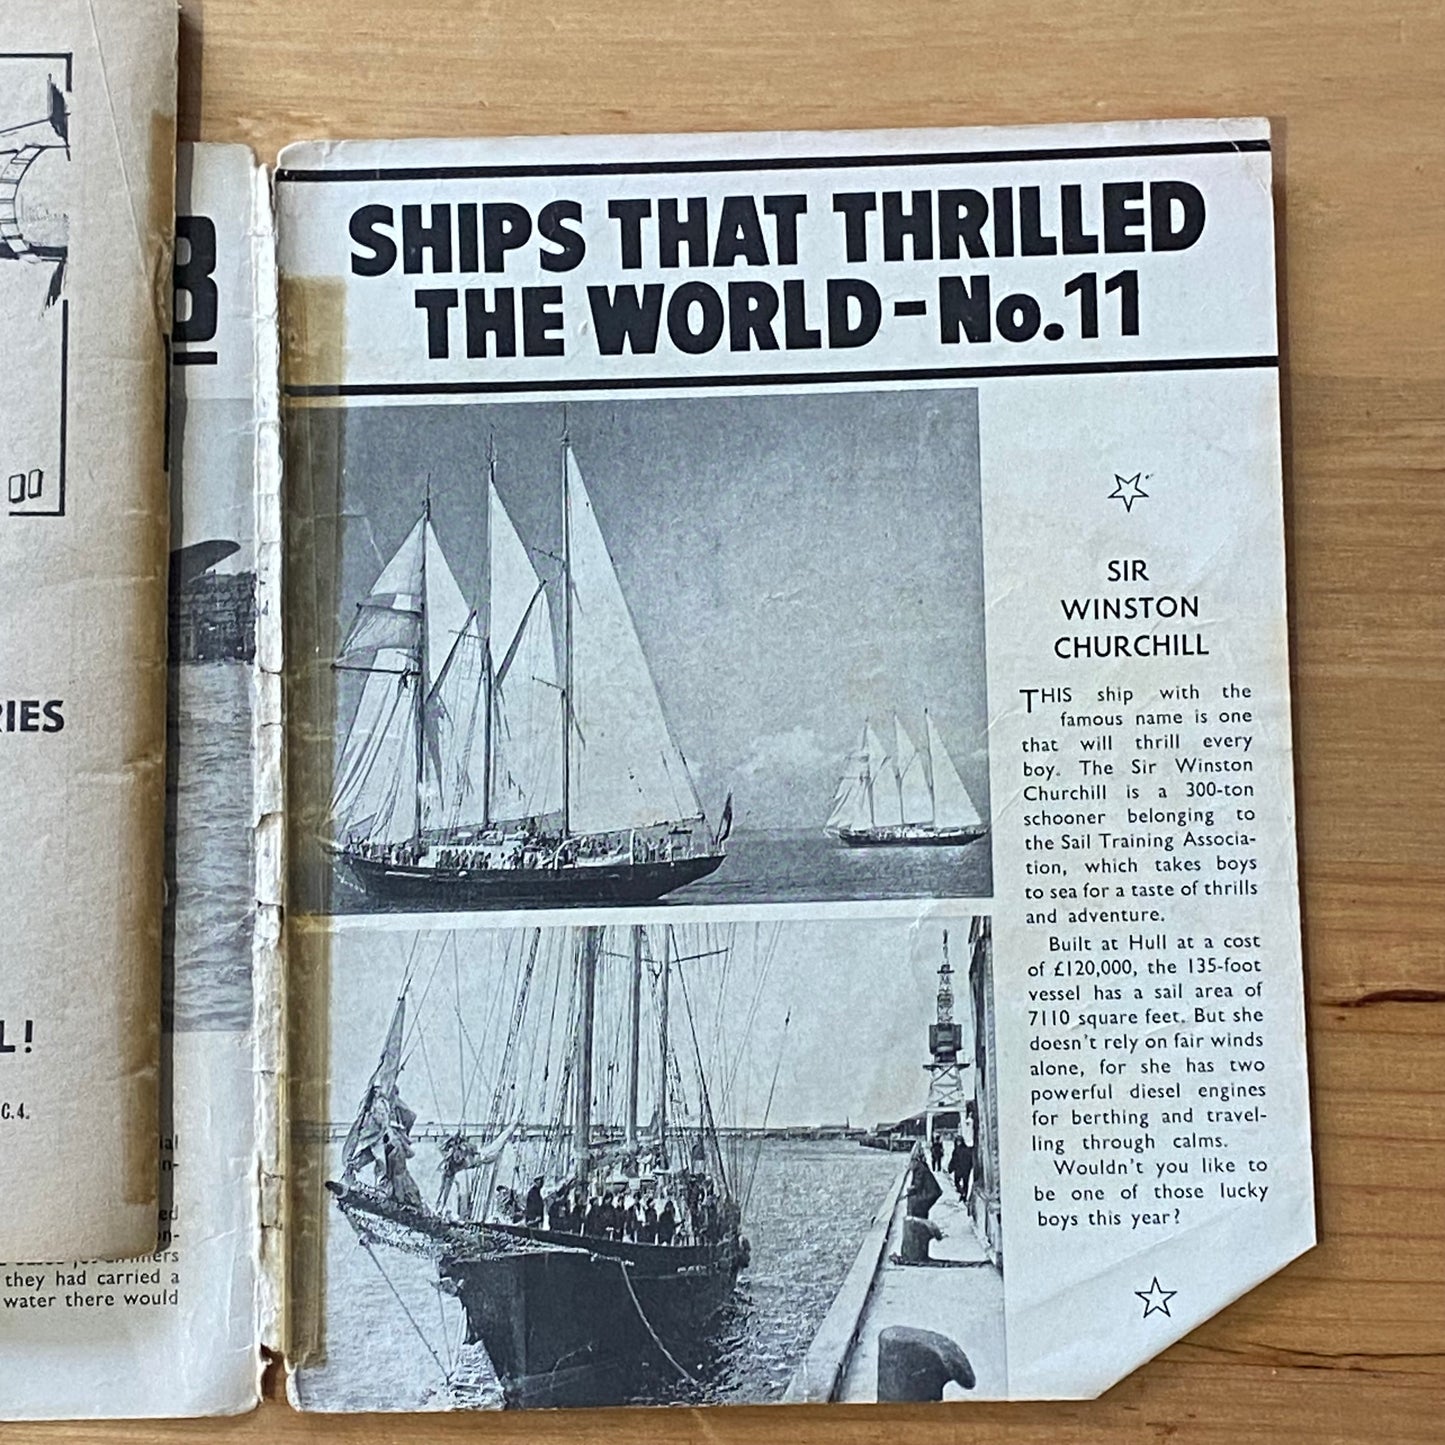 B
RIES
L!
C.4.
ial
n-
ed
on-
they had carried a
water there would
SHIPS THAT THRILLED
THE WORLD - No. 11
SIR
WINSTON
CHURCHILL
THIS ship with the
famous name is one
that will thrill every
boy. The Sir Winston
Churchill is a 300-ton
schooner belonging to
the Sail Training Associa-
tion, which takes boys
to sea for a taste of thrills
and adventure.
Built at Hull at a cost
of £120,000, the 135-foot
vessel has a sail area of
7110 square feet. But she
doesn't rely on fair winds
alone, for she has two
powerful diesel engines
for berthing and travel-
ling through calms.
Wouldn't you like to
be one of those lucky
boys this year?